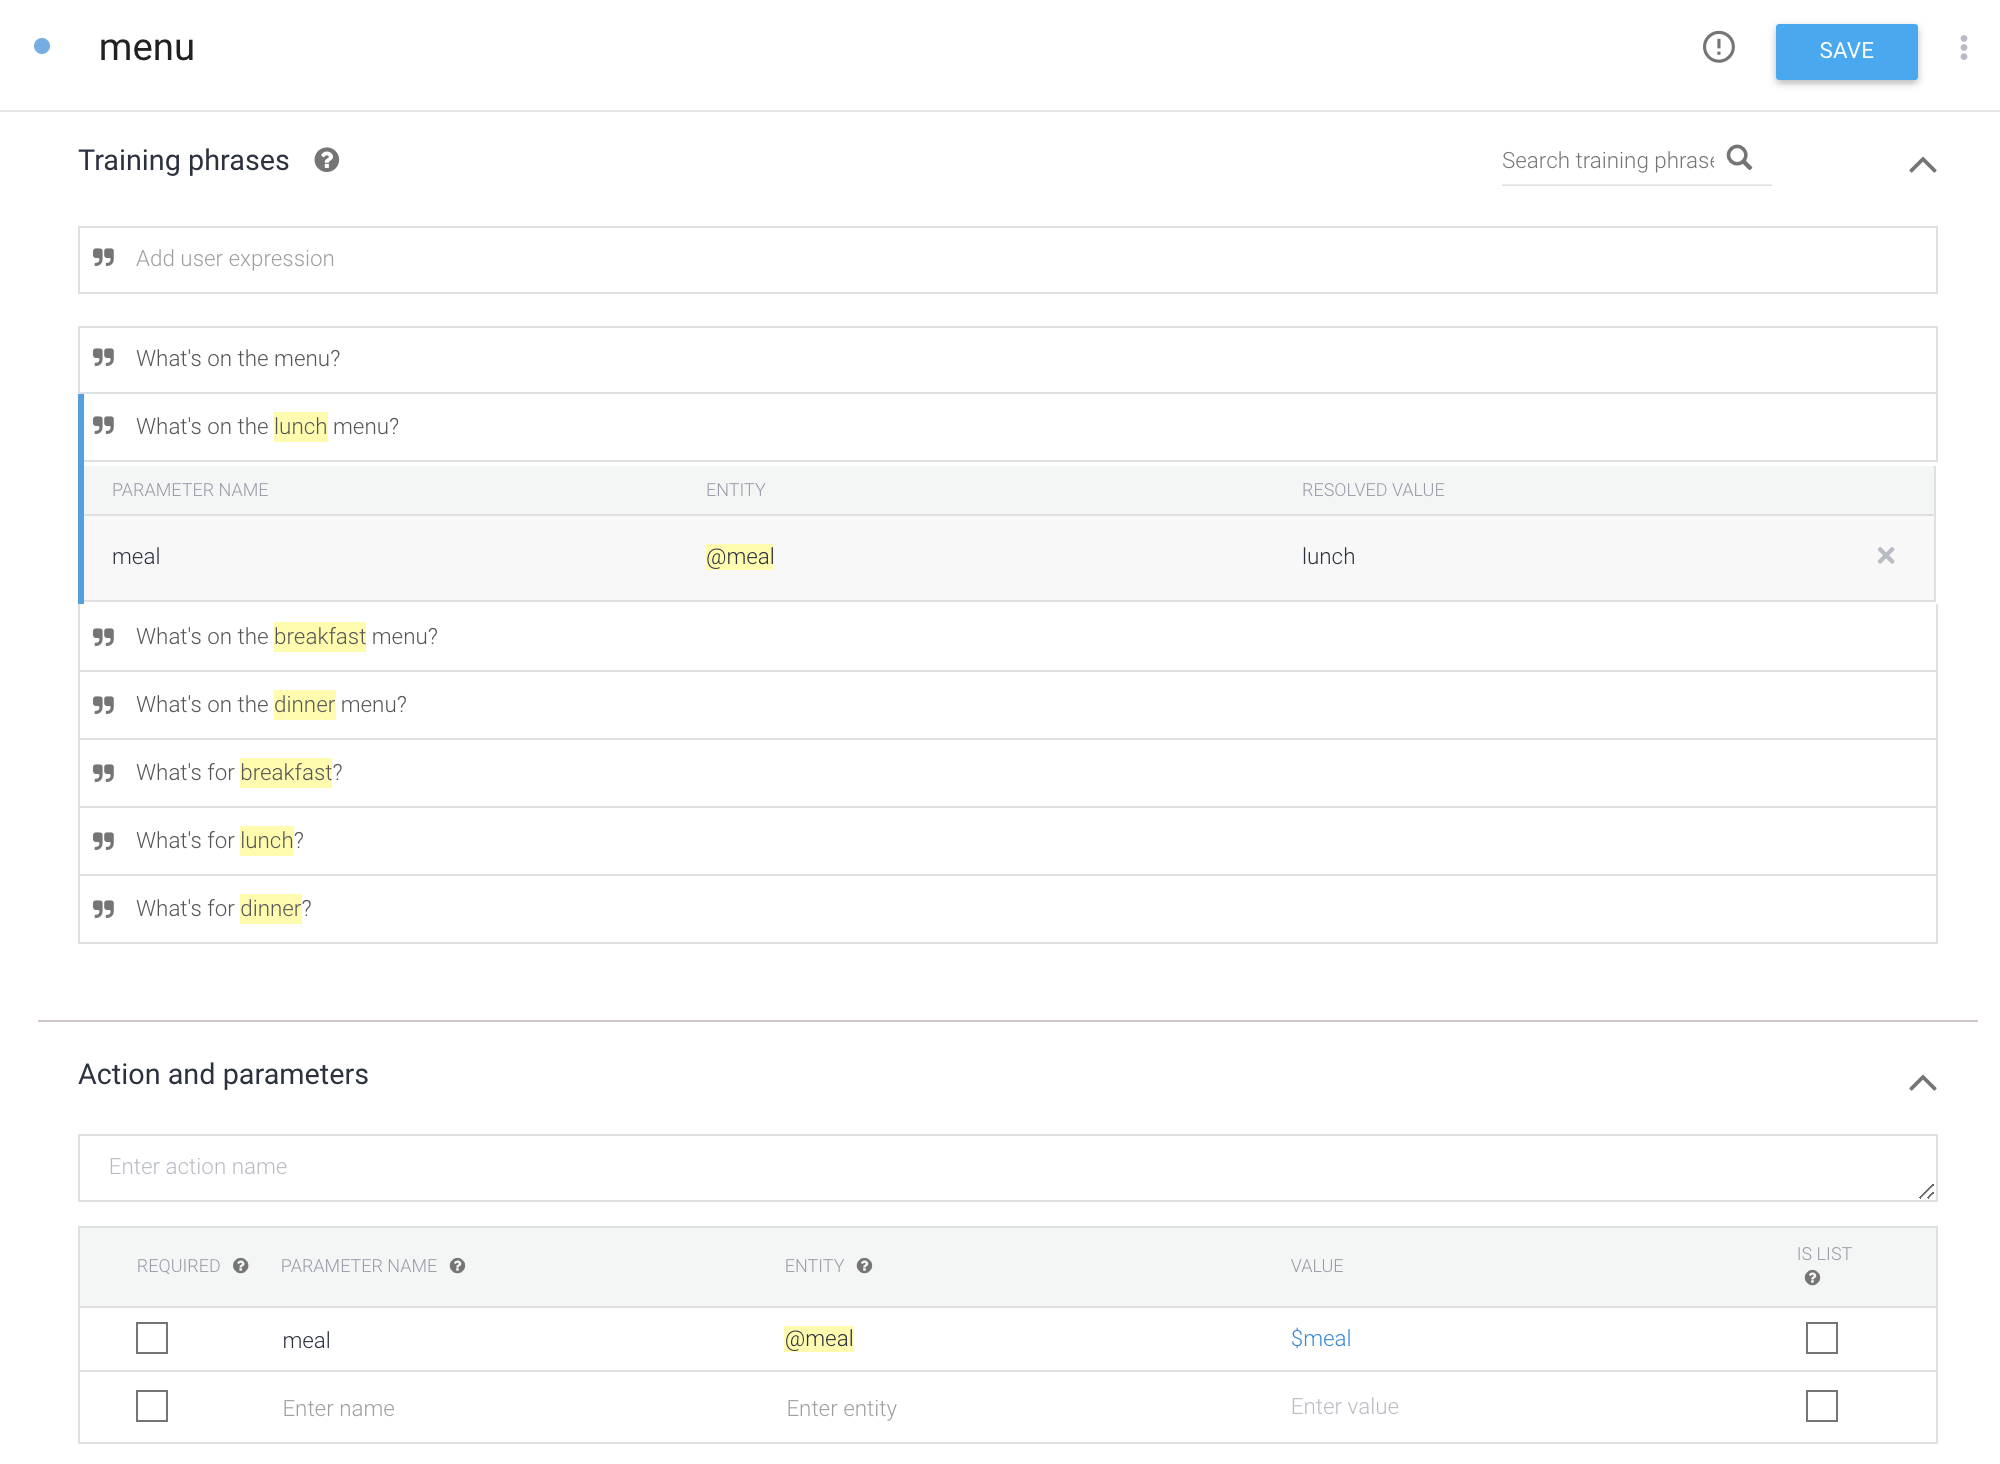 menu
SAVE
Training phrases
Search training phrase
Add user expression
What's on the menu?
What's on the lunch menu?
PARAMETER NAME ENTITY RESOLVED VALUE
meal @meal lunch
What's on the breakfast menu?
What's on the dinner menu?
What's for breakfast?
What's for lunch?
What's for dinner?
Action and parameters
Enter action name
REQUIRED PARAMETER NAME ENTITY VALUE IS LIST
meal @meal $meal
Enter name Enter entity Enter value